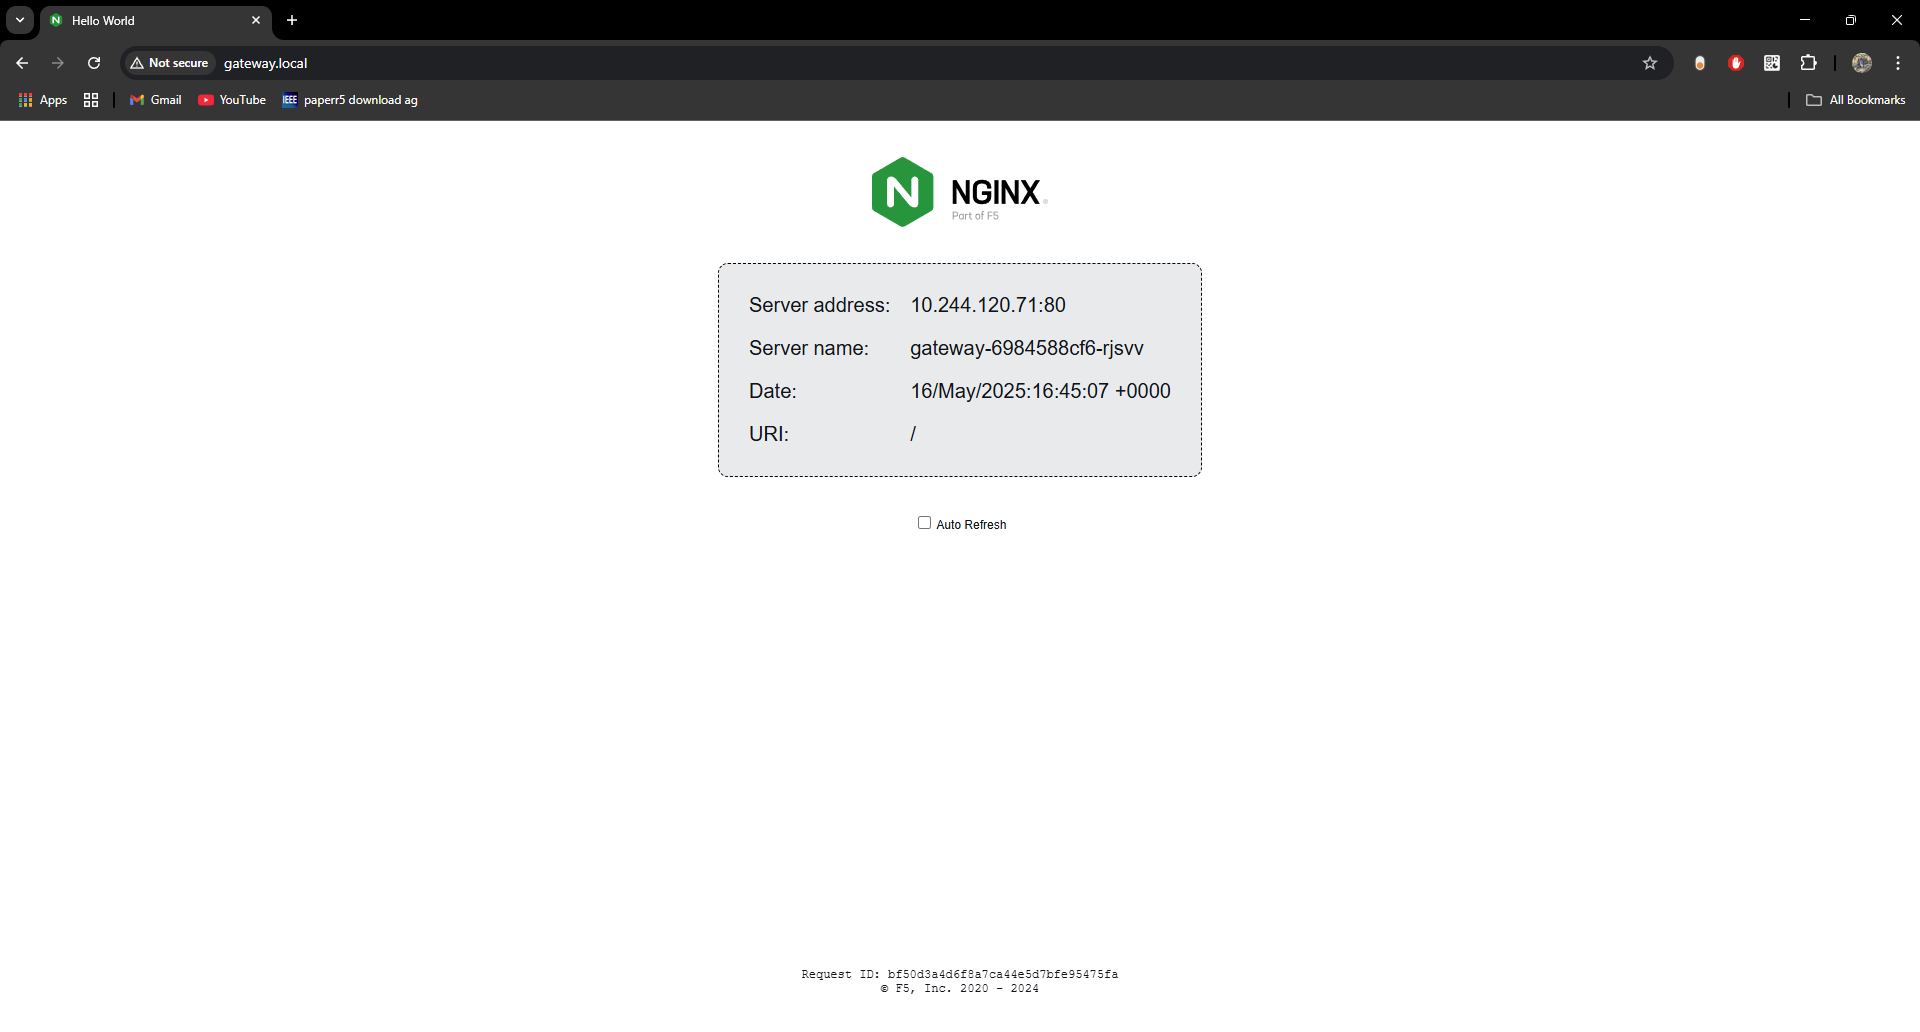 Hello World
Not secure gateway.local
Apps Gmail YouTube IEEE paperr5 download ag All Bookmarks
N NGINX.
Part of F5
Server address: 10.244.120.71:80
Server name: gateway-6984588cf6-rjsvv
Date: 16/May/2025:16:45:07 +0000
URI: /
Auto Refresh
Request ID: bf50d3a4d6f8a7ca44e5d7bfe95475fa
© F5, Inc. 2020 - 2024